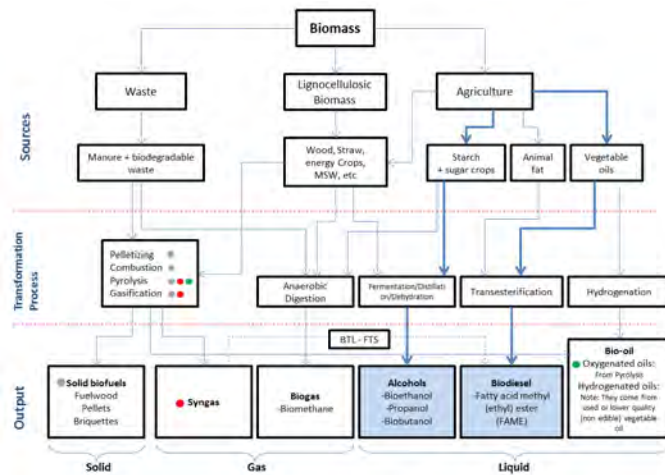 Biomass
Waste
Lignocellulosic
Biomass
Agriculture
Sources
Manure + biodegradable
waste
Wood, Straw,
energy Crops,
MSW, etc
Starch
+ sugar crops
Animal
fat
Vegetable
oils
Transformation
Process
Pelletizing
Combustion
Pyrolysis
Gasification
Anaerobic
Digestion
Fermentation/Distillati
on/Dehydration
Transesterification
Hydrogenation
BTL - FTS
Output
Solid biofuels
Fuelwood
Pellets
Briquettes
Syngas
Biogas
-Biomethane
Alcohols
-Bioethanol
-Propanol
-Biobutanol
Biodiesel
-Fatty acid methyl
(ethyl) ester
(FAME)
Bio-oil
Oxygenated oils:
From Pyrolysis
Hydrogenated oils:
Note: They come from
used or lower quality
(non edible) vegetable
oil
Solid
Gas
Liquid